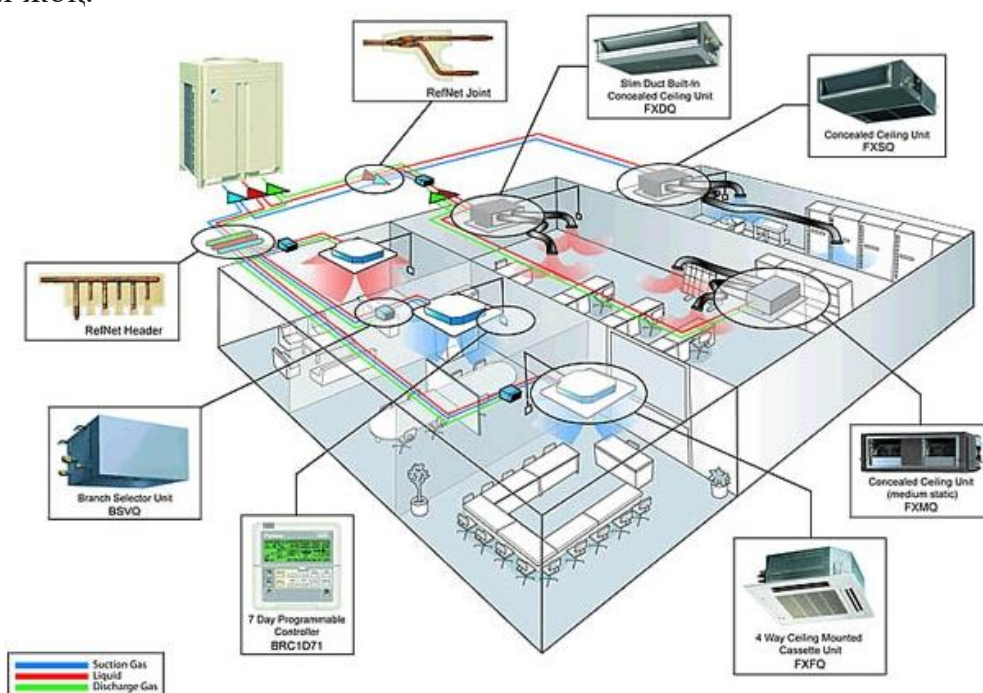 RefNet Joint
Slim Duct Built-In
Concealed Ceiling Unit
FXDQ
Concealed Ceiling Unit
FXSQ
RefNet Header
Branch Selector Unit
BSVQ
7 Day Programmable
Controller
BRC1D71
Concealed Ceiling Unit
(medium static)
FXMQ
4 Way Ceiling Mounted
Cassette Unit
FXFQ
Suction Gas
Liquid
Discharge Gas